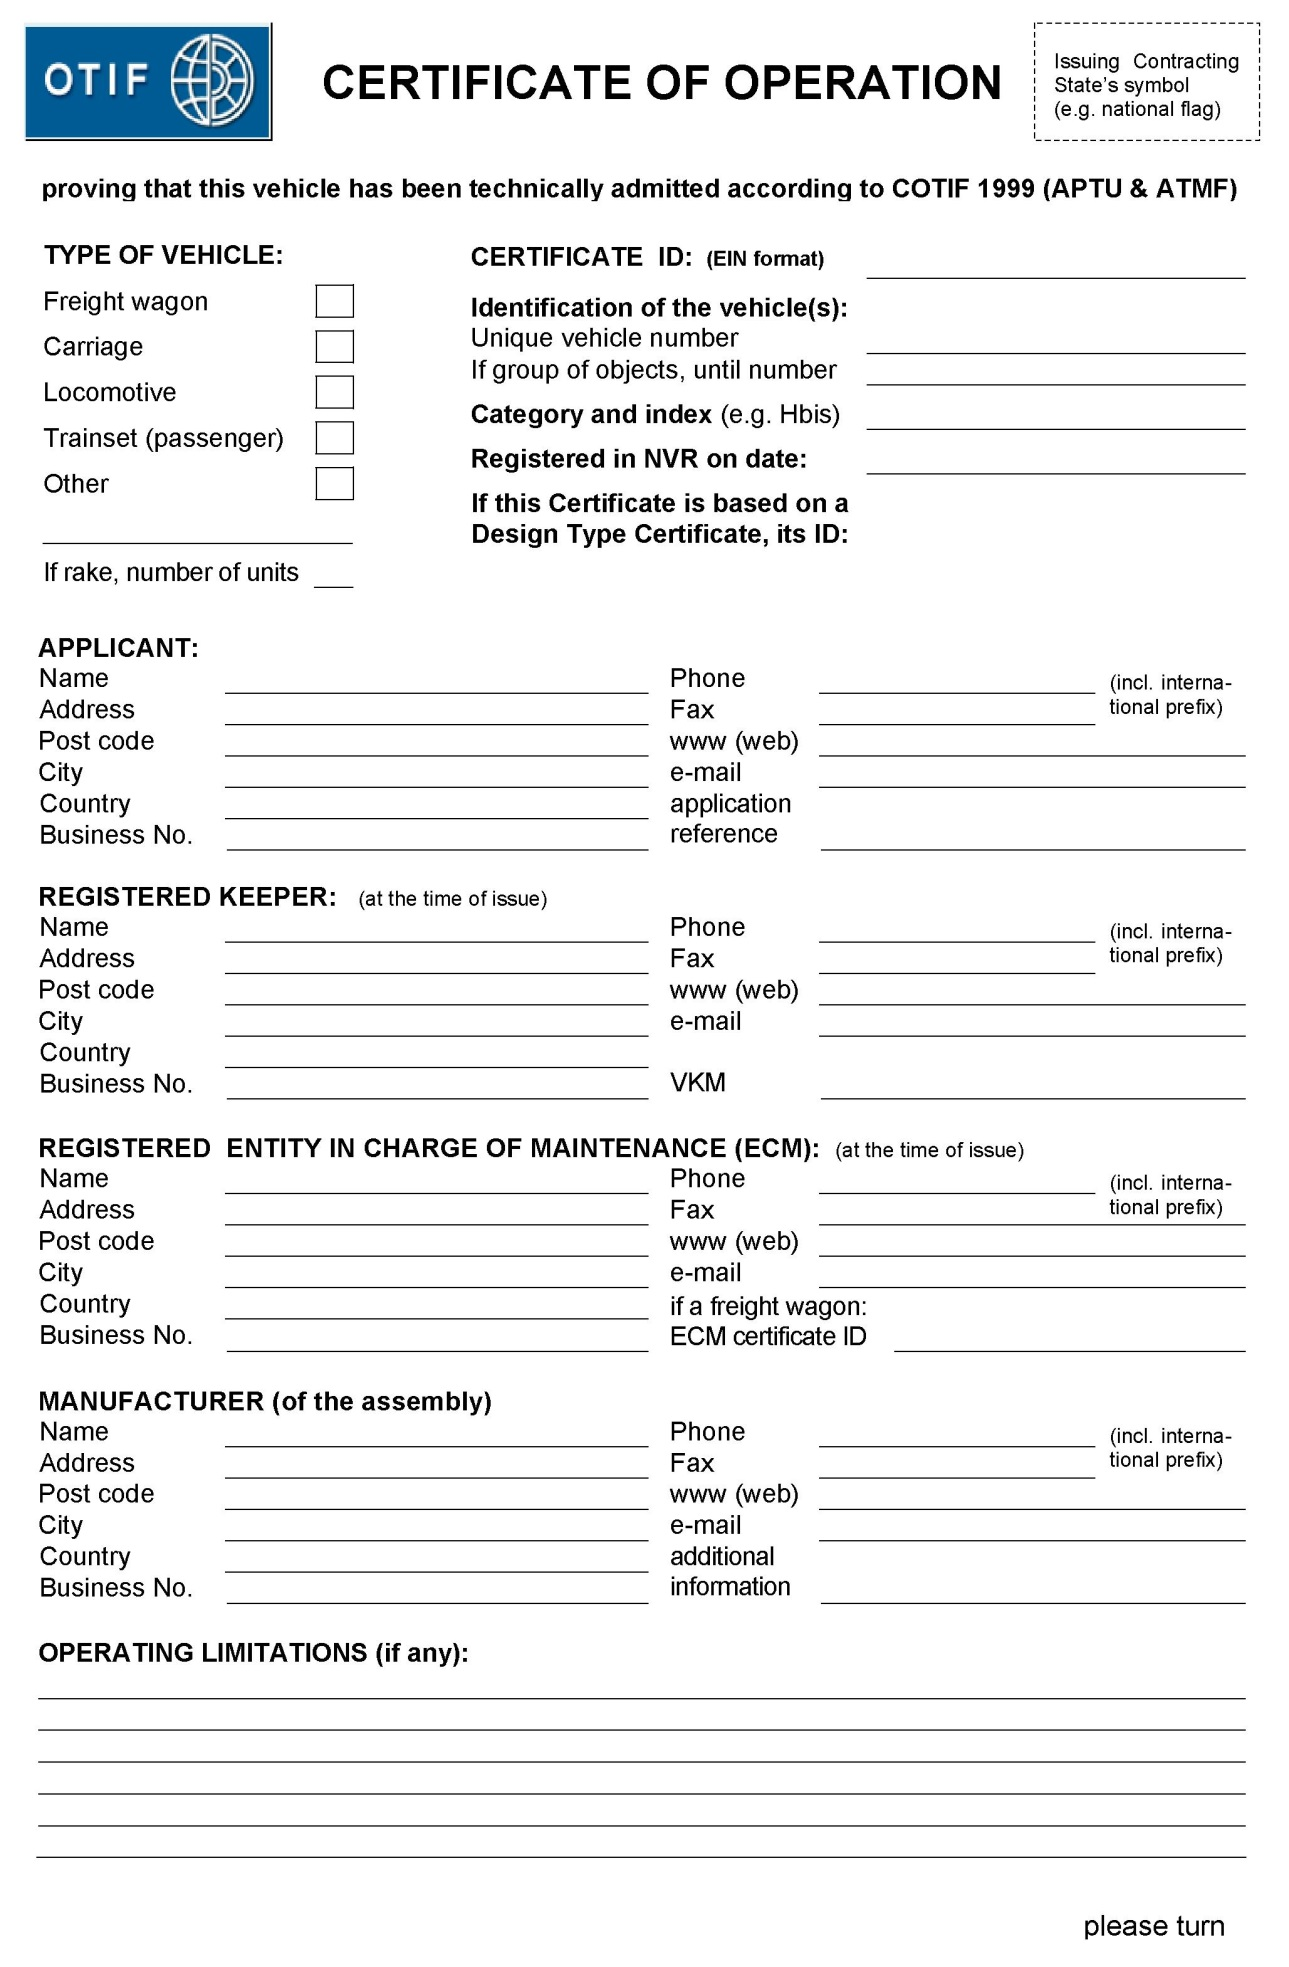 OTIF
CERTIFICATE OF OPERATION
Issuing Contracting
State's symbol
(e.g. national flag)
proving that this vehicle has been technically admitted according to COTIF 1999 (APTU & ATMF)
TYPE OF VEHICLE:
Freight wagon
Carriage
Locomotive
Trainset (passenger)
Other
If rake, number of units
CERTIFICATE ID: (EIN format)
Identification of the vehicle(s):
Unique vehicle number
If group of objects, until number
Category and index (e.g. Hbis)
Registered in NVR on date:
If this Certificate is based on a
Design Type Certificate, its ID:
APPLICANT:
Name
Address
Post code
City
Country
Business No.
Phone
Fax
www (web)
e-mail
application
reference
(incl. interna-
tional prefix)
REGISTERED KEEPER: (at the time of issue)
Name
Address
Post code
City
Country
Business No.
Phone
Fax
www (web)
e-mail
VKM
(incl. interna-
tional prefix)
REGISTERED ENTITY IN CHARGE OF MAINTENANCE (ECM): (at the time of issue)
Name
Address
Post code
City
Country
Business No.
Phone
Fax
www (web)
e-mail
if a freight wagon:
ECM certificate ID
(incl. interna-
tional prefix)
MANUFACTURER (of the assembly)
Name
Address
Post code
City
Country
Business No.
Phone
Fax
www (web)
e-mail
additional
information
(incl. interna-
tional prefix)
OPERATING LIMITATIONS (if any):
please turn